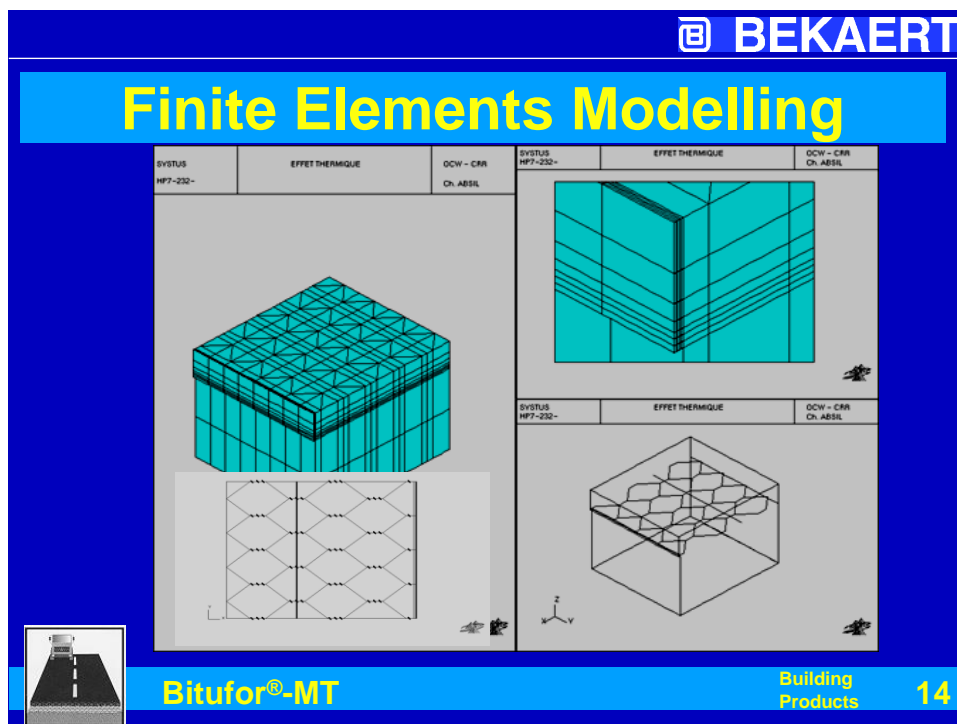 BEKAERT
Finite Elements Modelling
SYSTUS
HP7-232-
EFFET THERMIQUE
OCW - CRR
Ch. ABSIL
SYSTUS
HP7-232-
EFFET THERMIQUE
OCW - CRR
Ch. ABSIL
SYSTUS
HP7-232-
EFFET THERMIQUE
OCW - CRR
Ch. ABSIL
Z
X Y
Bitufor®-MT
Building
Products
14